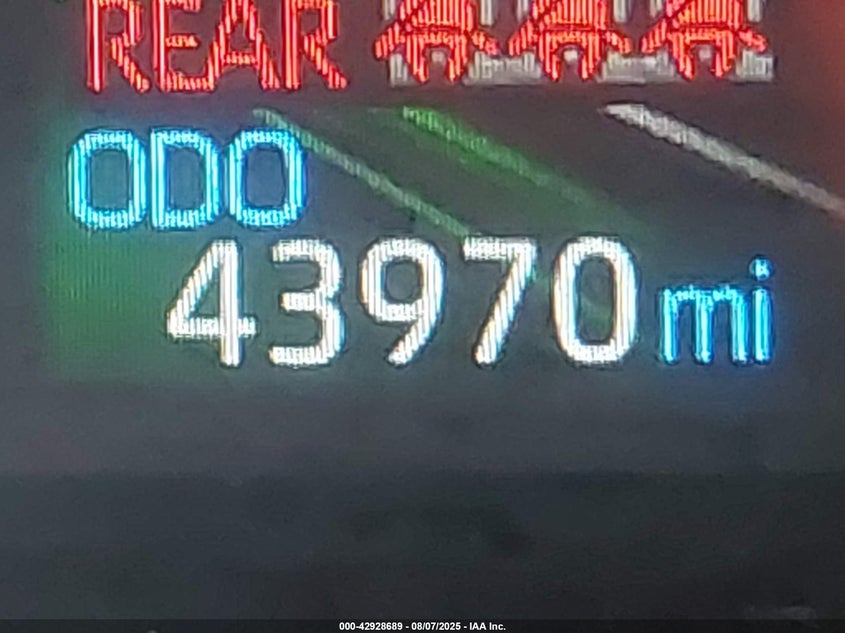 REAR
ODO
43970 mi
000-42928689 - 08/07/2025 - IAA Inc.